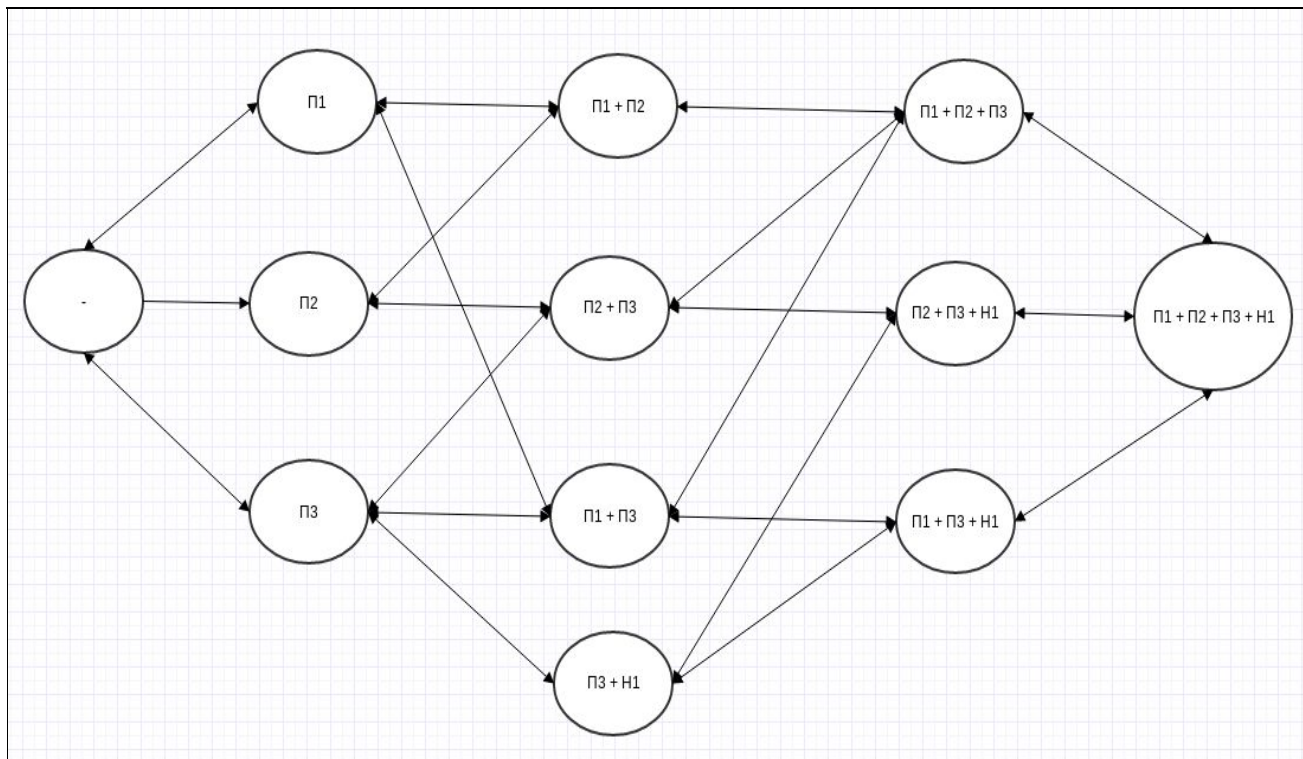 П1
П1 + П2
П1 + П2 + П3
-
П2
П2 + П3
П2 + П3 + Н1
П1 + П2 + П3 + Н1
П3
П1 + П3
П1 + П3 + Н1
П3 + Н1